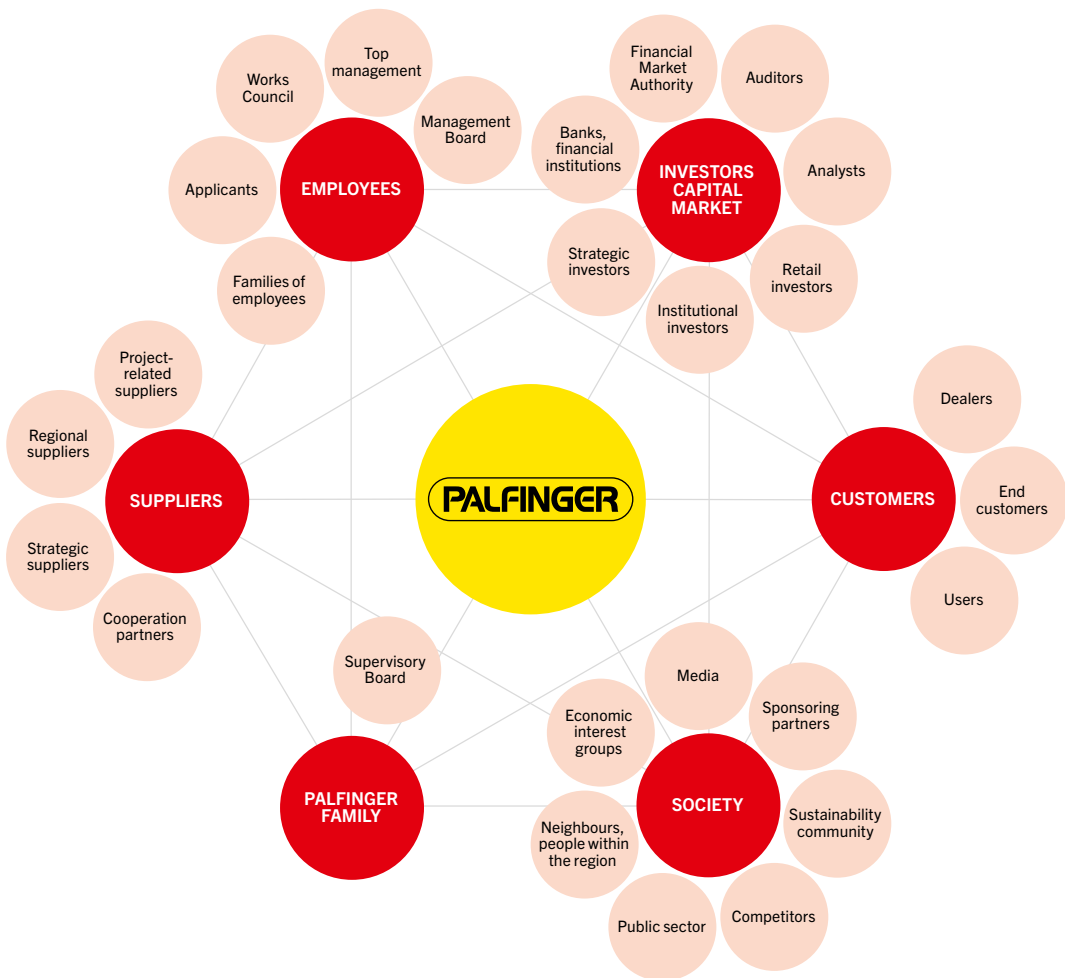 Top
management
Works
Council
Management
Board
EMPLOYEES
Applicants
Families of
employees
Financial
Market
Authority
Auditors
Banks,
financial
institutions
INVESTORS
CAPITAL
MARKET
Analysts
Strategic
investors
Retail
investors
Institutional
investors
Project-
related
suppliers
Regional
suppliers
SUPPLIERS
Strategic
suppliers
Cooperation
partners
PALFINGER
Dealers
CUSTOMERS
End
customers
Users
Supervisory
Board
PALFINGER
FAMILY
Media
Economic
interest
groups
Sponsoring
partners
SOCIETY
Sustainability
community
Neighbours,
people within
the region
Public sector
Competitors